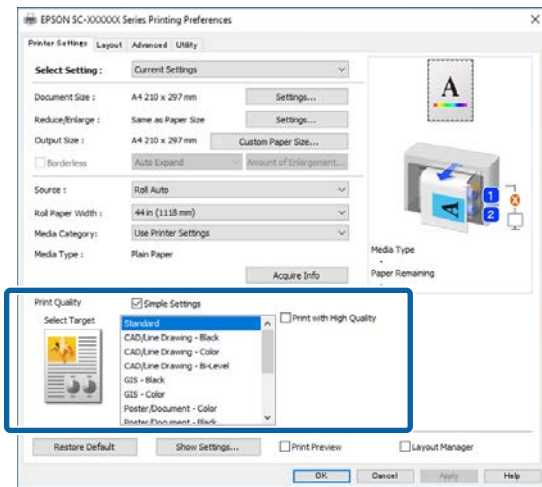 EPSON SC-XXXXXX Series Printing Preferences
Printer Settings Layout Advanced Utility
Select Setting : Current Settings
Document Size : A4 210 x 297 mm Settings...
Reduce/Enlarge : Same as Paper Size Settings...
Output Size : A4 210 x 297 mm Custom Paper Size...
Borderless Auto Expand Amount of Enlargement...
Source : Roll Auto
Roll Paper Width : 44 in (1118 mm)
Media Category: Use Printer Settings
Media Type : Plain Paper
Acquire Info
A
A
1
2
Media Type
-
Paper Remaining
-
Print Quality Simple Settings
Select Target
Standard
CAD/Line Drawing - Black
CAD/Line Drawing - Color
CAD/Line Drawing - Bi-Level
GIS - Black
GIS - Color
Poster/Document - Color
Poster/Document - Black
Print with High Quality
Restore Default Show Settings... Print Preview Layout Manager
OK Cancel Apply Help